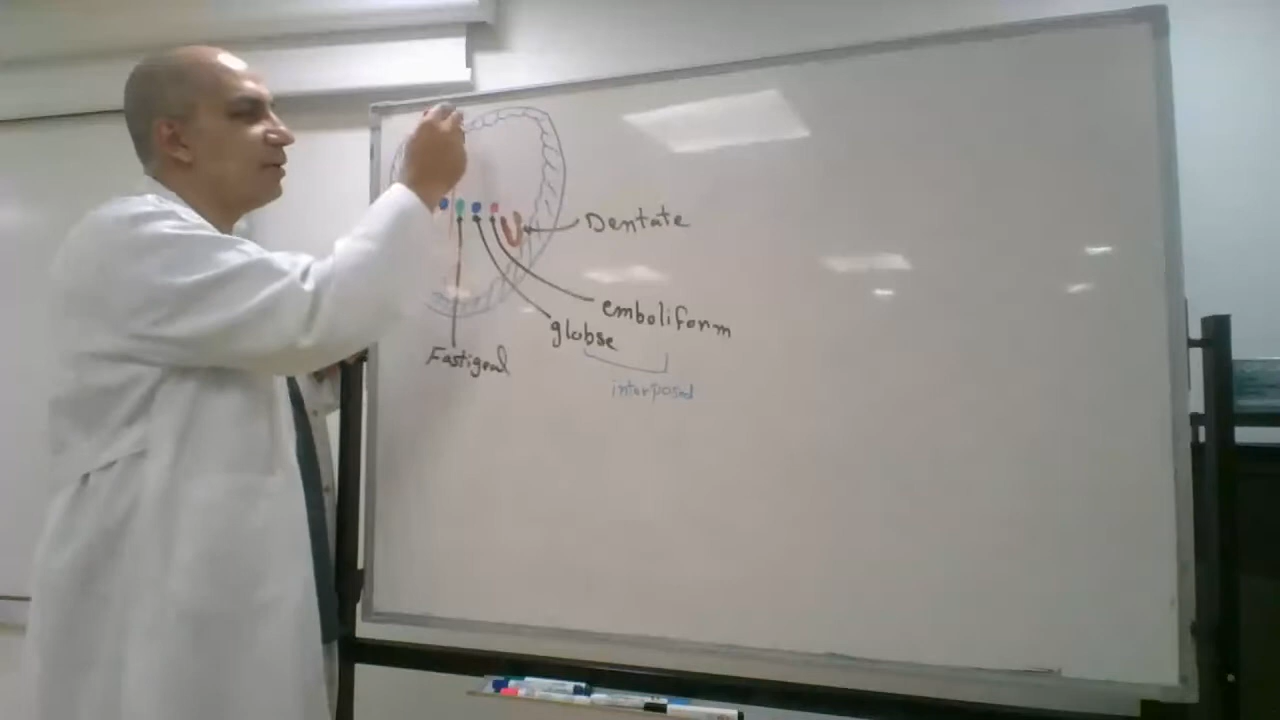 Dentate
emboliform
globse
Fastigeal
interposed